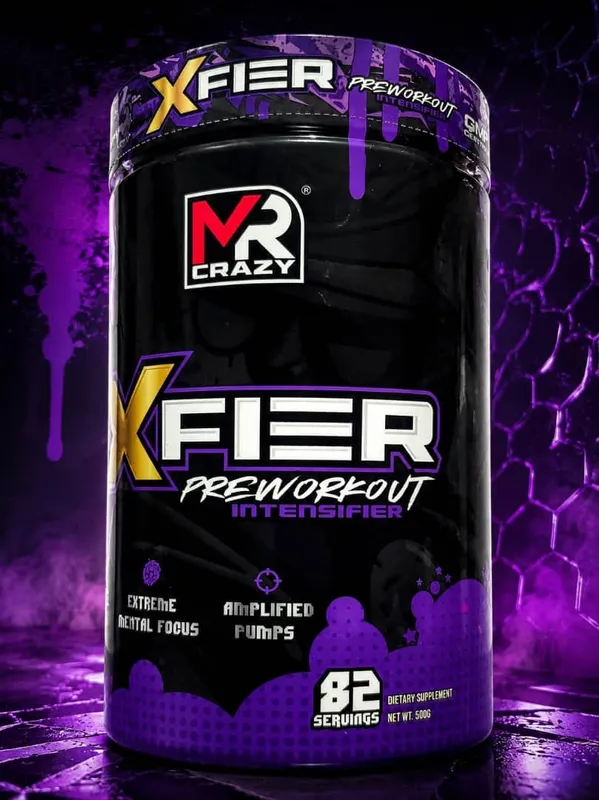 XFIER PREWORKOUT
INTENSIFIER
GMP
MR
CRAZY
®
XFIER
PREWORKOUT
INTENSIFIER
EXTREME
MENTAL FOCUS
AMPLIFIED
PUMPS
82
SERVINGS
DIETARY SUPPLEMENT
NET WT. 500G